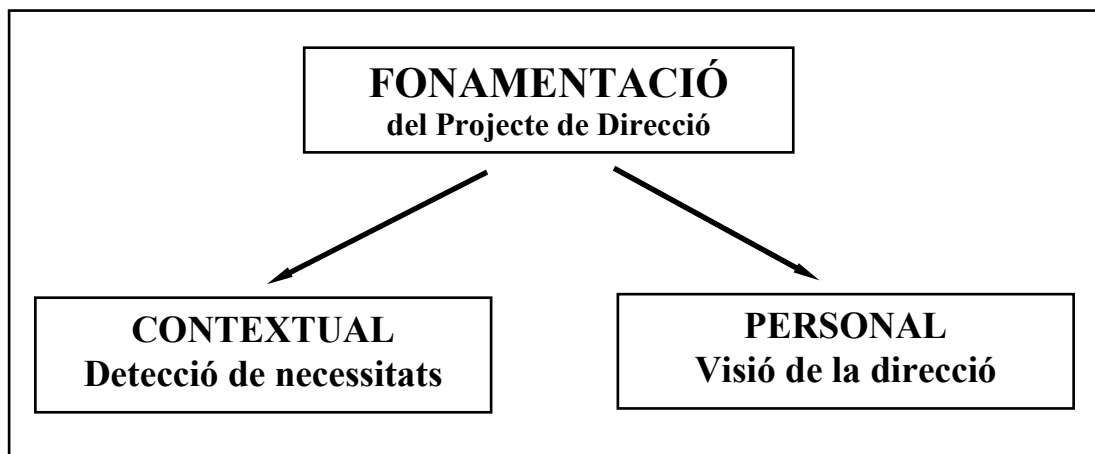 FONAMENTACIÓ
del Projecte de Direcció
CONTEXTUAL
Detecció de necessitats
PERSONAL
Visió de la direcció